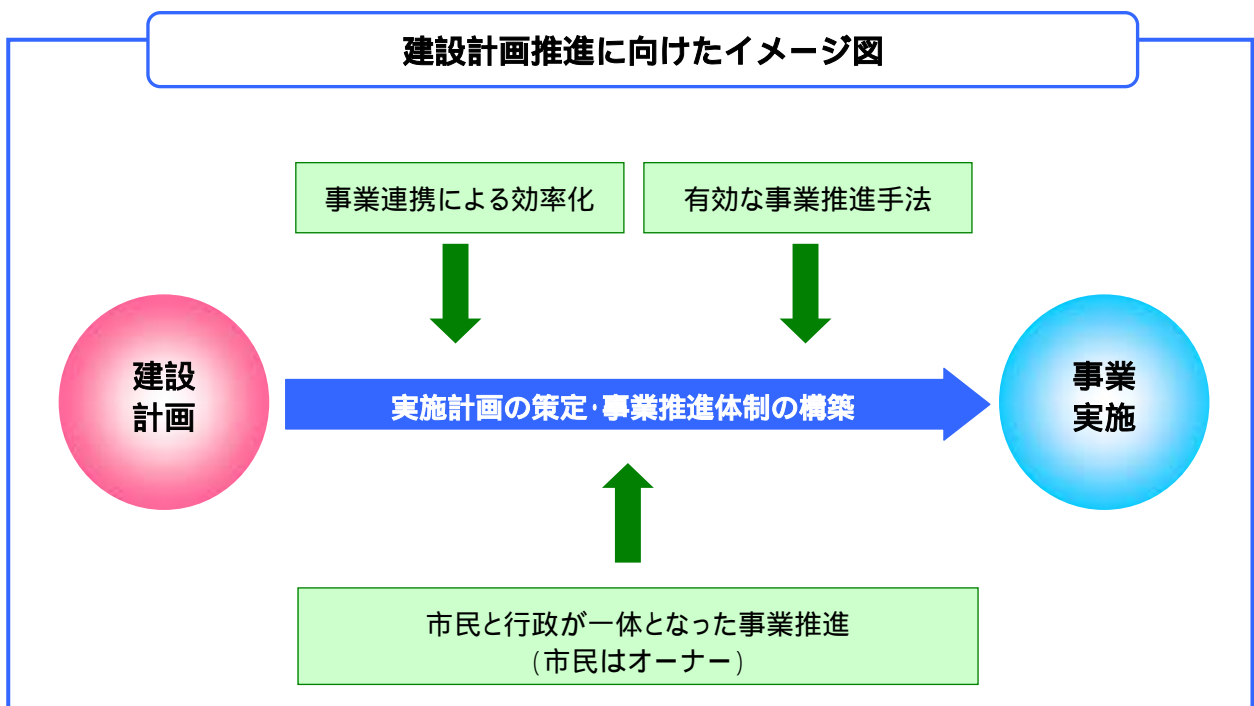 建設計画推進に向けたイメージ図
事業連携による効率化
有効な事業推進手法
建設
計画
実施計画の策定・事業推進体制の構築
事業
実施
市民と行政が一体となった事業推進
(市民はオーナー)